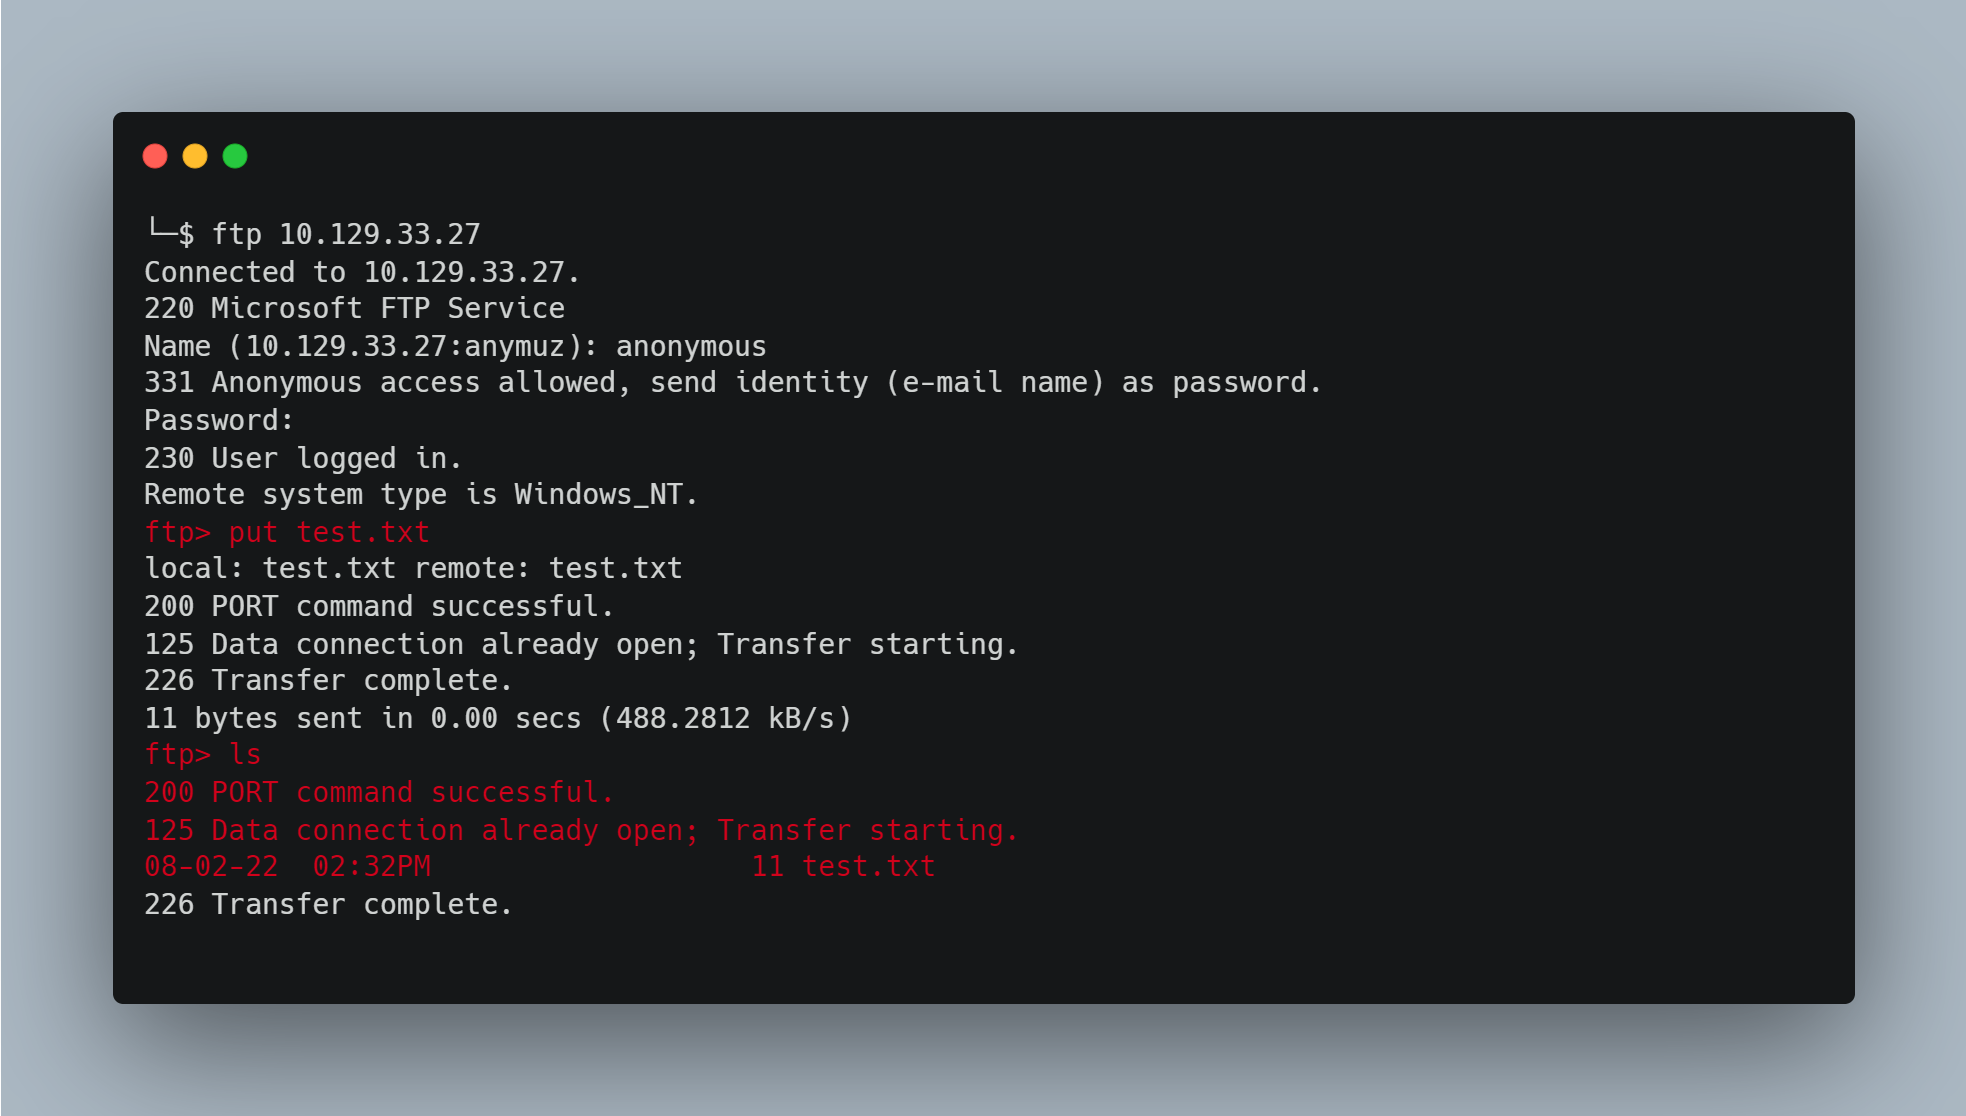 └─$ ftp 10.129.33.27
Connected to 10.129.33.27.
220 Microsoft FTP Service
Name (10.129.33.27:anymuz): anonymous
331 Anonymous access allowed, send identity (e-mail name) as password.
Password:
230 User logged in.
Remote system type is Windows_NT.
ftp> put test.txt
local: test.txt remote: test.txt
200 PORT command successful.
125 Data connection already open; Transfer starting.
226 Transfer complete.
11 bytes sent in 0.00 secs (488.2812 kB/s)
ftp> ls
200 PORT command successful.
125 Data connection already open; Transfer starting.
08-02-22  02:32PM                   11 test.txt
226 Transfer complete.